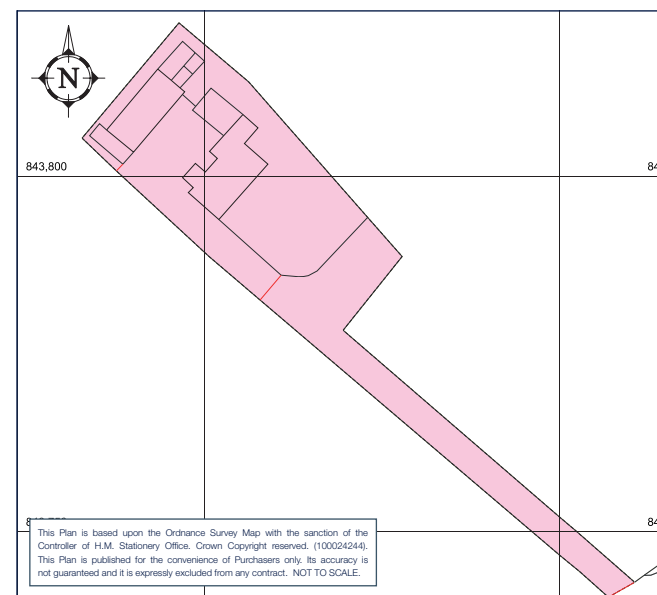 N
843,800
84
84
This Plan is based upon the Ordnance Survey Map with the sanction of the
Controller of H.M. Stationery Office. Crown Copyright reserved. (100024244).
This Plan is published for the convenience of Purchasers only. Its accuracy is
not guaranteed and it is expressly excluded from any contract. NOT TO SCALE.